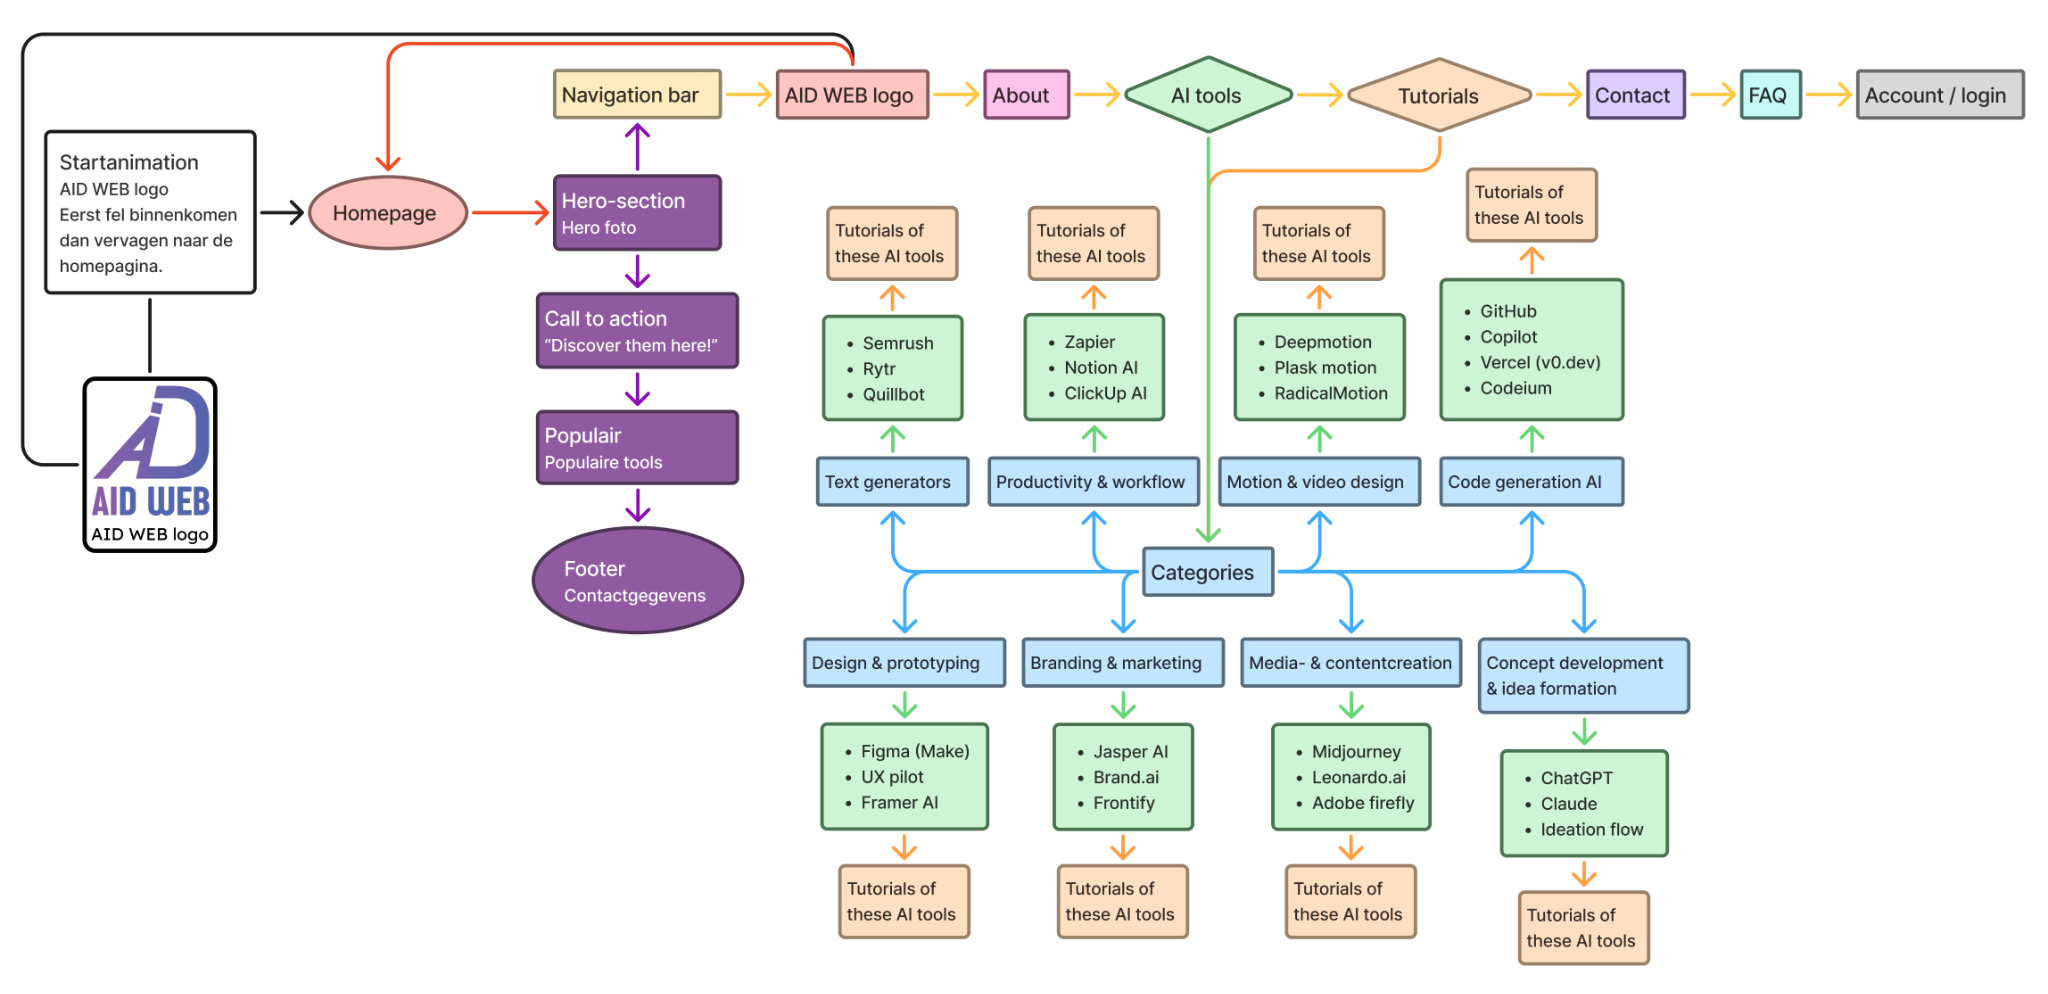 Navigation bar
AID WEB logo
About
AI tools
Tutorials
Contact
FAQ
Account / login
Startanimation
AID WEB logo
Eerst fel binnenkomen
dan vervagen naar de
homepagina.
Homepage
Hero-section
Hero foto
Call to action
“Discover them here!”
Populair
Populaire tools
Footer
Contactgegevens
AID WEB
AID WEB logo
Tutorials of
these AI tools
Tutorials of
these AI tools
Tutorials of
these AI tools
Tutorials of
these AI tools
• Semrush
• Rytr
• Quillbot
• Zapier
• Notion AI
• ClickUp AI
• Deepmotion
• Plask motion
• RadicalMotion
• GitHub
• Copilot
• Vercel (v0.dev)
• Codeium
Text generators
Productivity & workflow
Motion & video design
Code generation AI
Categories
Design & prototyping
Branding & marketing
Media- & contentcreation
Concept development
& idea formation
• Figma (Make)
• UX pilot
• Framer AI
• Jasper AI
• Brand.ai
• Frontify
• Midjourney
• Leonardo.ai
• Adobe firefly
• ChatGPT
• Claude
• Ideation flow
Tutorials of
these AI tools
Tutorials of
these AI tools
Tutorials of
these AI tools
Tutorials of
these AI tools